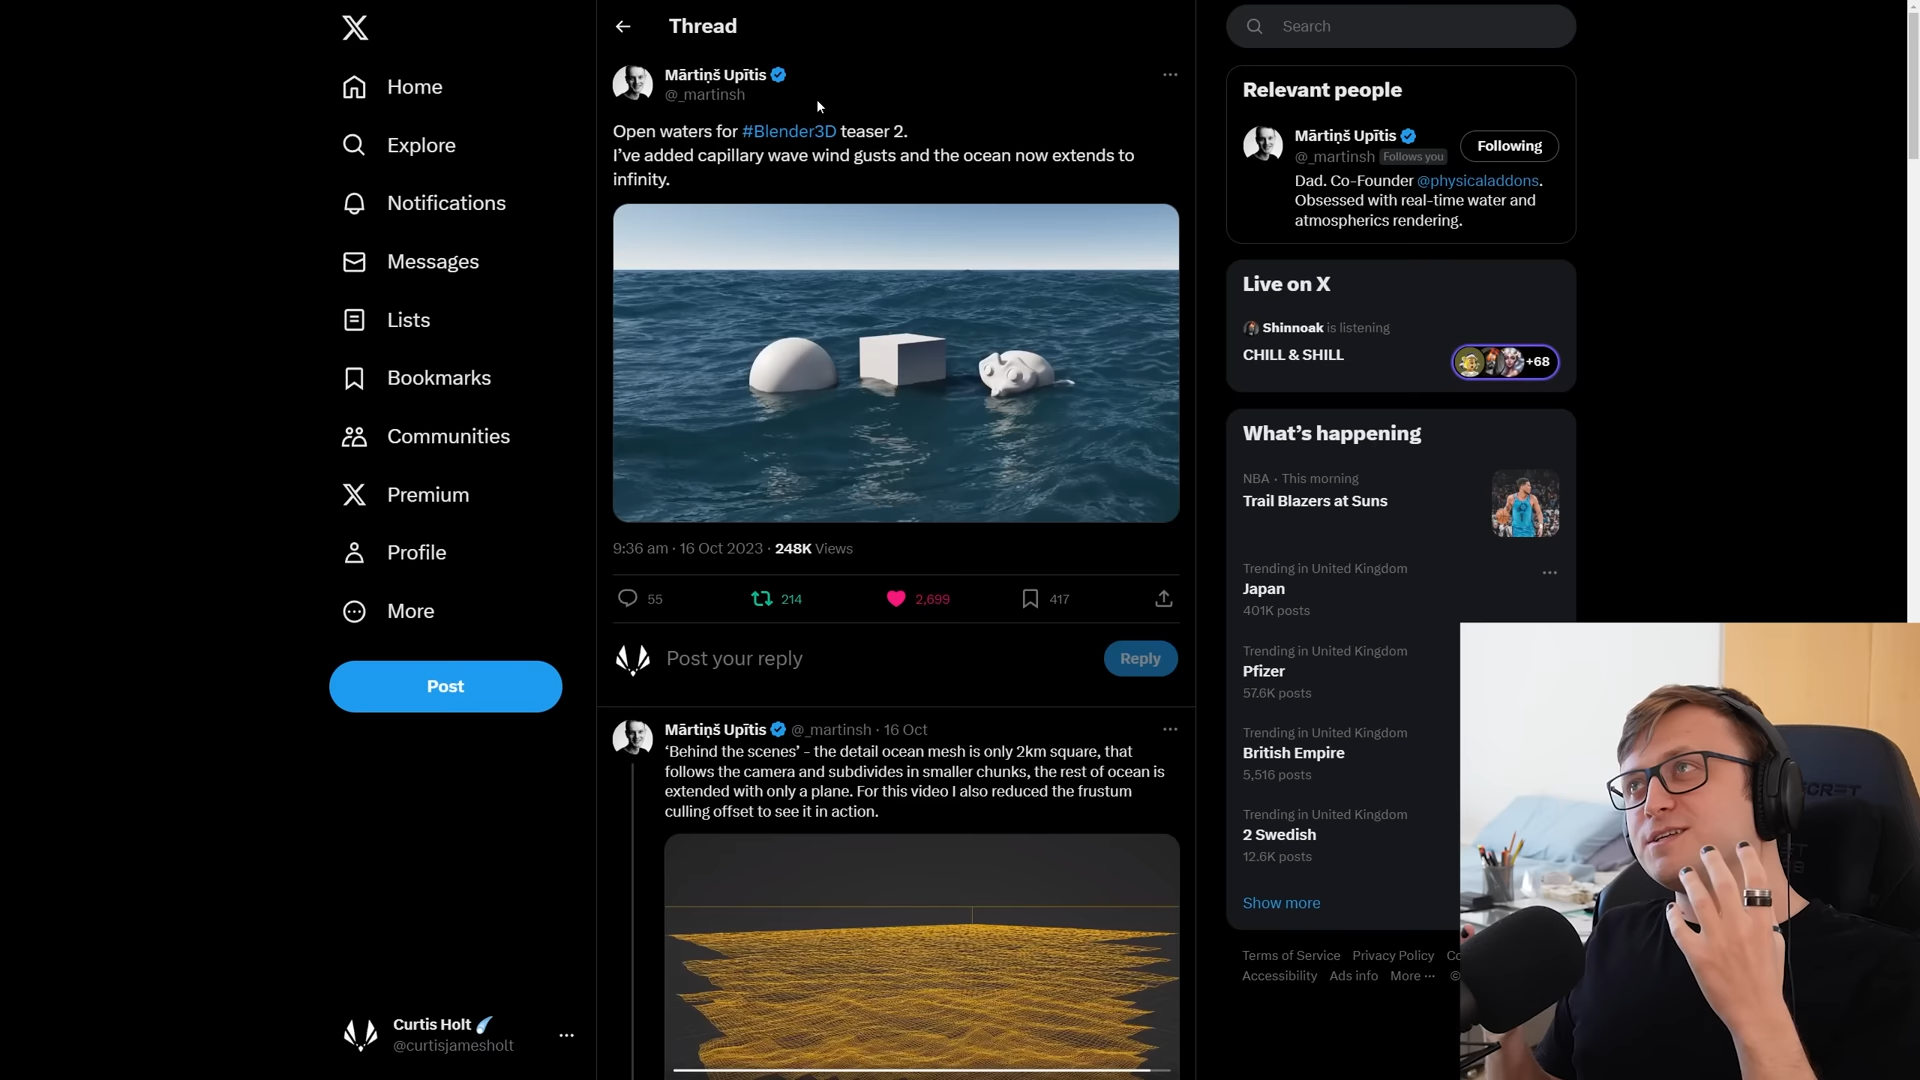 Home
Explore
Notifications
Messages
Lists
Bookmarks
Communities
Premium
Profile
More
Post
Curtis Holt
@curtisjamesholt
Thread
Mārtiņš Upītis
@_martinsh
Open waters for #Blender3D teaser 2.
I've added capillary wave wind gusts and the ocean now extends to
infinity.
9:36 am · 16 Oct 2023 · 248K Views
55
214
2,699
417
Post your reply
Reply
Mārtiņš Upītis @_martinsh · 16 Oct
'Behind the scenes' - the detail ocean mesh is only 2km square, that
follows the camera and subdivides in smaller chunks, the rest of ocean is
extended with only a plane. For this video I also reduced the frustum
culling offset to see it in action.
Search
Relevant people
Mārtiņš Upītis
@_martinsh Follows you
Following
Dad. Co-Founder @physicaladdons.
Obsessed with real-time water and
atmospherics rendering.
Live on X
Shinnoak is listening
CHILL & SHILL
+68
What's happening
NBA · This morning
Trail Blazers at Suns
Trending in United Kingdom
Japan
401K posts
Trending in United Kingdom
Pfizer
57.6K posts
Trending in United Kingdom
British Empire
5,516 posts
Trending in United Kingdom
2 Swedish
12.6K posts
Show more
Terms of Service Privacy Policy
Accessibility Ads info More ··· ©